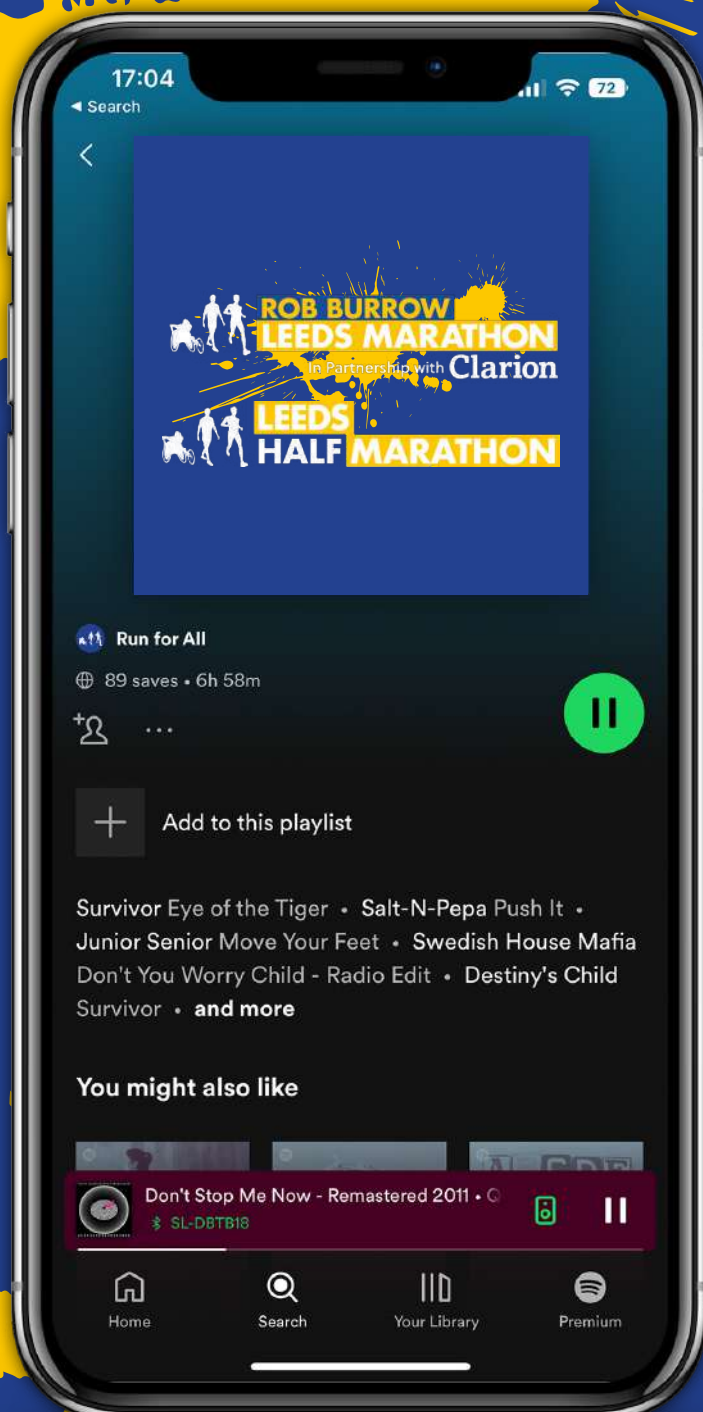 17:04
72
◄ Search
ROB BURROW
LEEDS MARATHON
In Partnership with Clarion
LEEDS
HALF MARATHON
Run for All
89 saves • 6h 58m
Add to this playlist
Survivor Eye of the Tiger • Salt-N-Pepa Push It •
Junior Senior Move Your Feet • Swedish House Mafia
Don't You Worry Child - Radio Edit • Destiny's Child
Survivor • and more
You might also like
Don't Stop Me Now - Remastered 2011 •
SL-DBTB18
Home
Search
Your Library
Premium